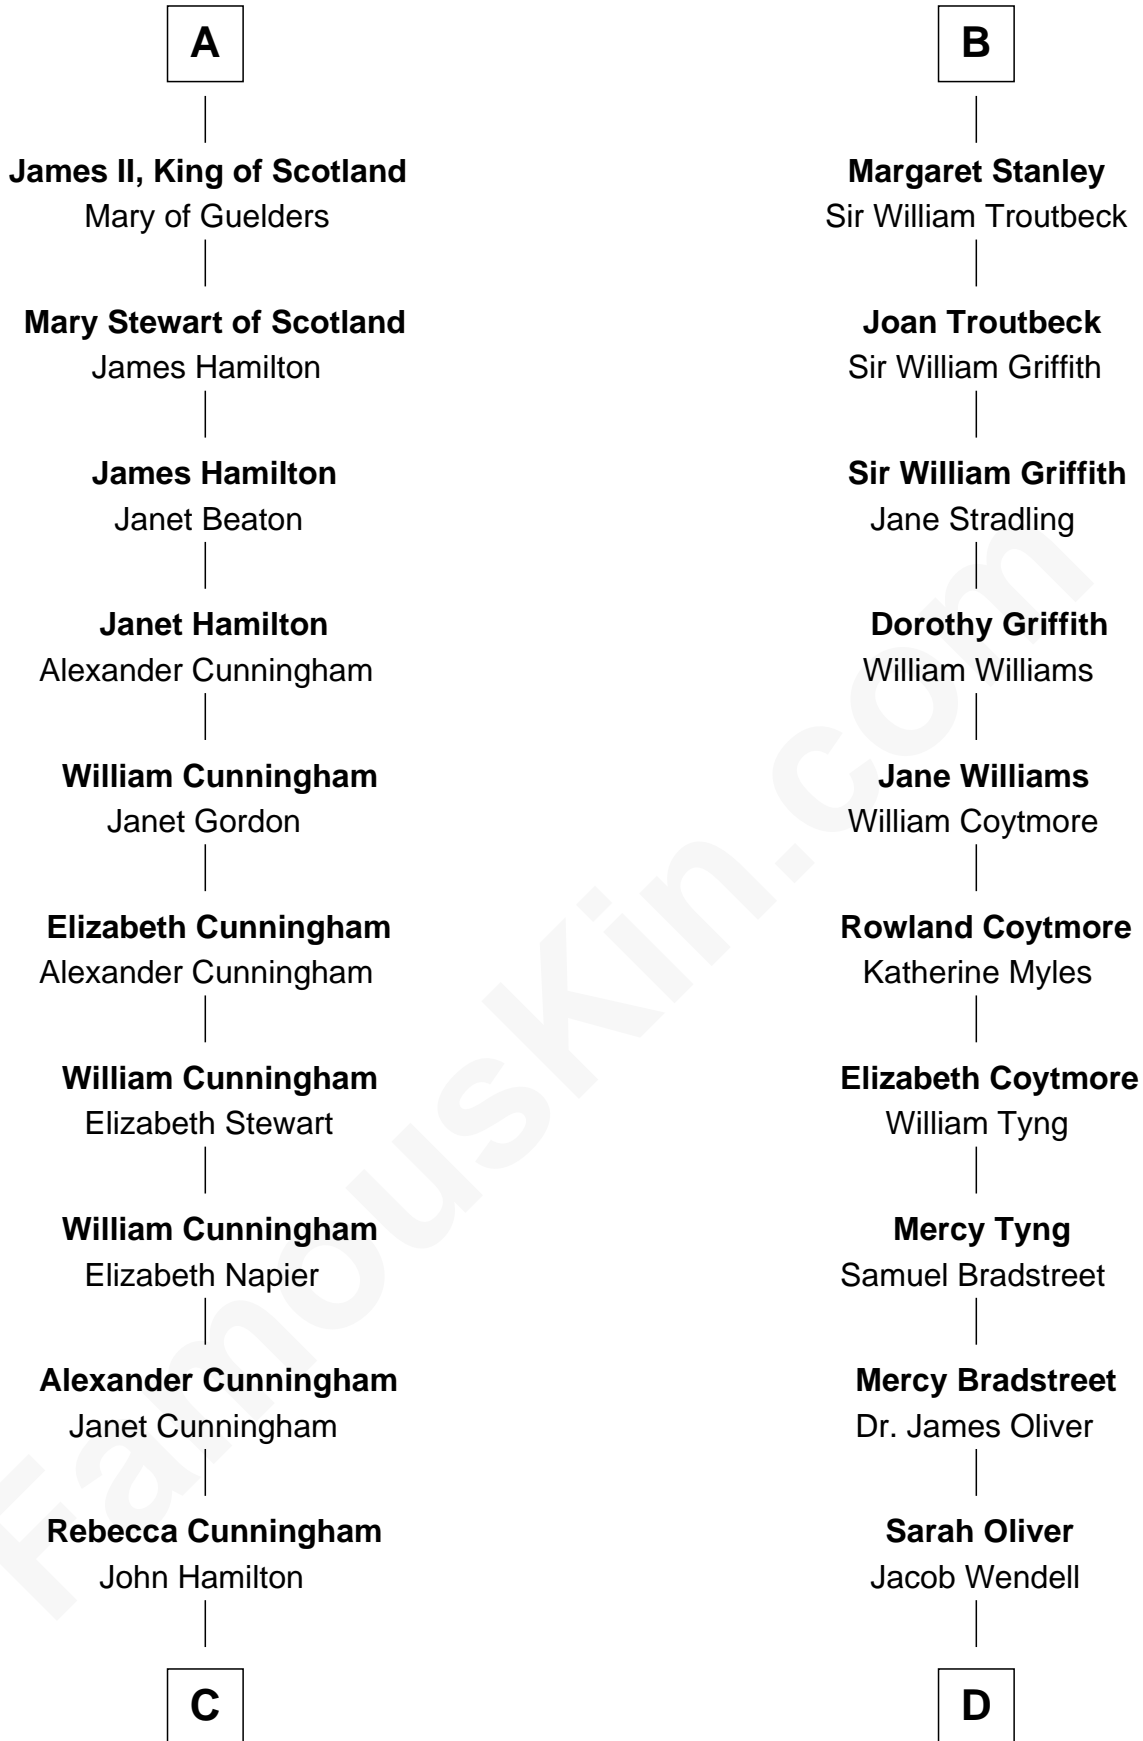 A
James II, King of Scotland
Mary of Guelders
Mary Stewart of Scotland
James Hamilton
James Hamilton
Janet Beaton
Janet Hamilton
Alexander Cunningham
William Cunningham
Janet Gordon
Elizabeth Cunningham
Alexander Cunningham
William Cunningham
Elizabeth Stewart
William Cunningham
Elizabeth Napier
Alexander Cunningham
Janet Cunningham
Rebecca Cunningham
John Hamilton
C
B
Margaret Stanley
Sir William Troutbeck
Joan Troutbeck
Sir William Griffith
Sir William Griffith
Jane Stradling
Dorothy Griffith
William Williams
Jane Williams
William Coytmore
Rowland Coytmore
Katherine Myles
Elizabeth Coytmore
William Tyng
Mercy Tyng
Samuel Bradstreet
Mercy Bradstreet
Dr. James Oliver
Sarah Oliver
Jacob Wendell
D
FamousKin.com